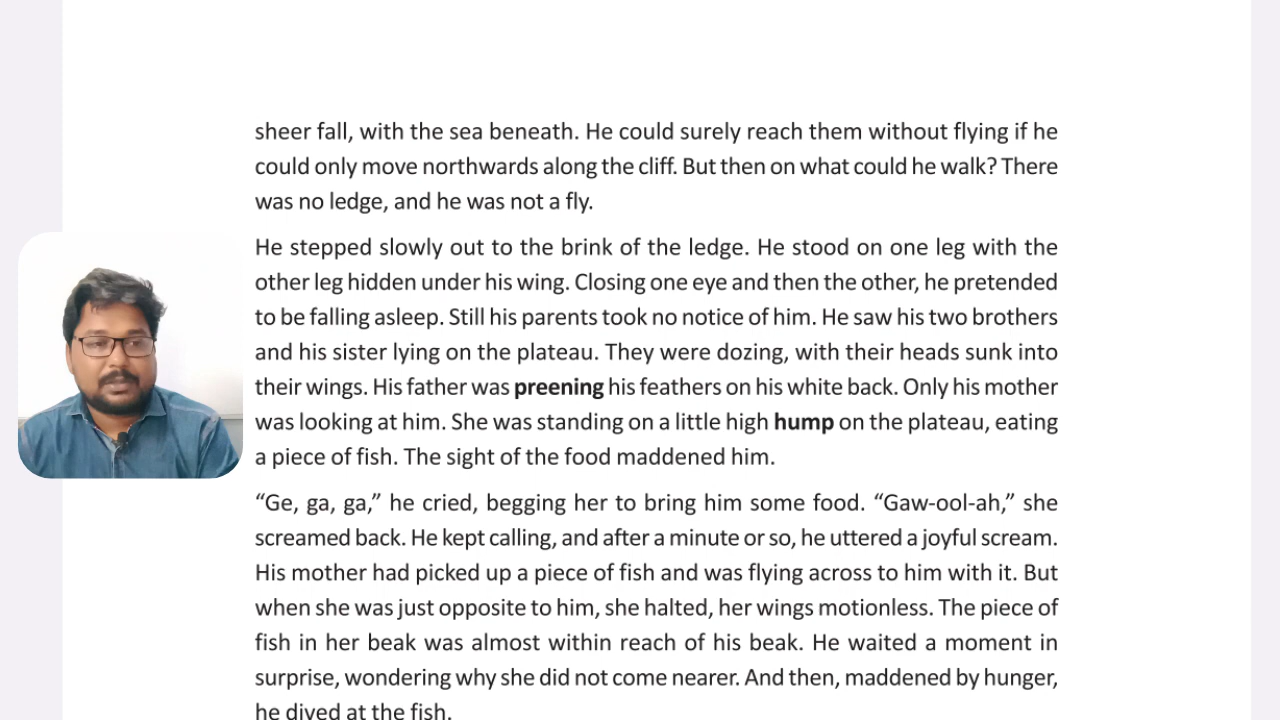 sheer fall, with the sea beneath. He could surely reach them without flying if he
could only move northwards along the cliff. But then on what could he walk? There
was no ledge, and he was not a fly.
He stepped slowly out to the brink of the ledge. He stood on one leg with the
other leg hidden under his wing. Closing one eye and then the other, he pretended
to be falling asleep. Still his parents took no notice of him. He saw his two brothers
and his sister lying on the plateau. They were dozing, with their heads sunk into
their wings. His father was preening his feathers on his white back. Only his mother
was looking at him. She was standing on a little high hump on the plateau, eating
a piece of fish. The sight of the food maddened him.
“Ge, ga, ga,” he cried, begging her to bring him some food. “Gaw-ool-ah,” she
screamed back. He kept calling, and after a minute or so, he uttered a joyful scream.
His mother had picked up a piece of fish and was flying across to him with it. But
when she was just opposite to him, she halted, her wings motionless. The piece of
fish in her beak was almost within reach of his beak. He waited a moment in
surprise, wondering why she did not come nearer. And then, maddened by hunger,
he dived at the fish.